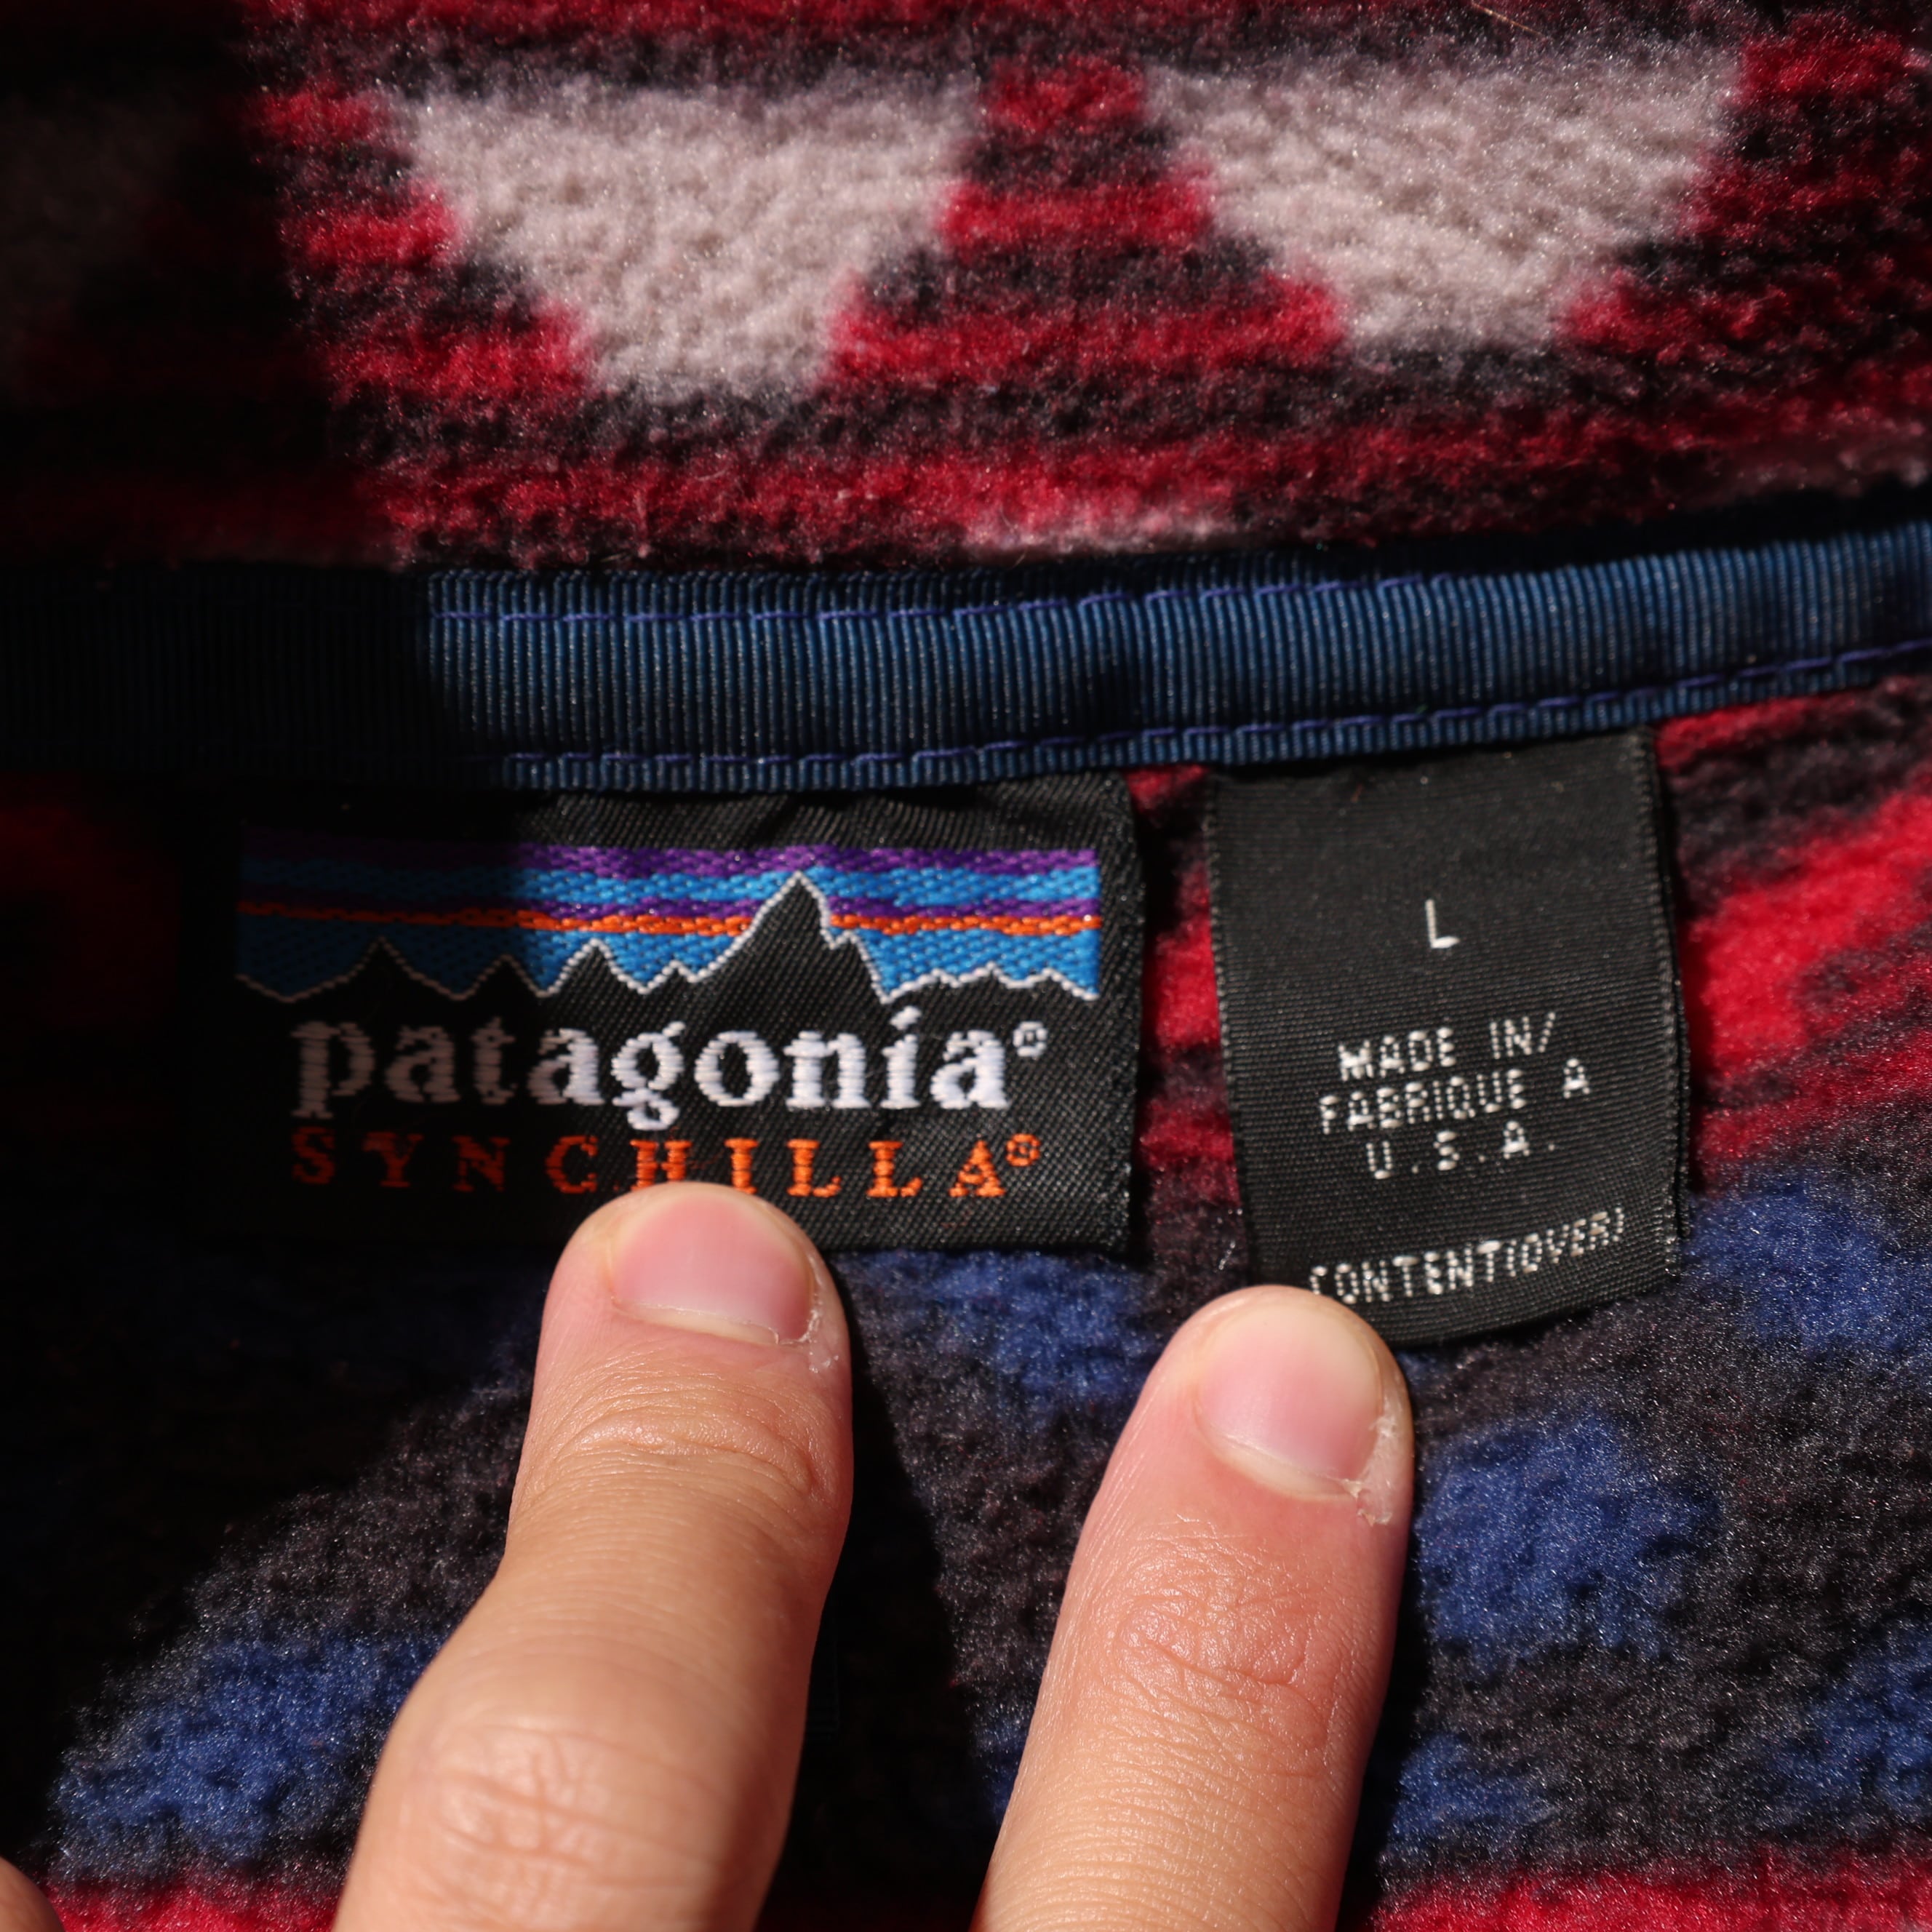 patagonia®
SYNCHILLA®
L
MADE IN/
FABRIQUE A
U.S.A.
CONTENT(OVER)